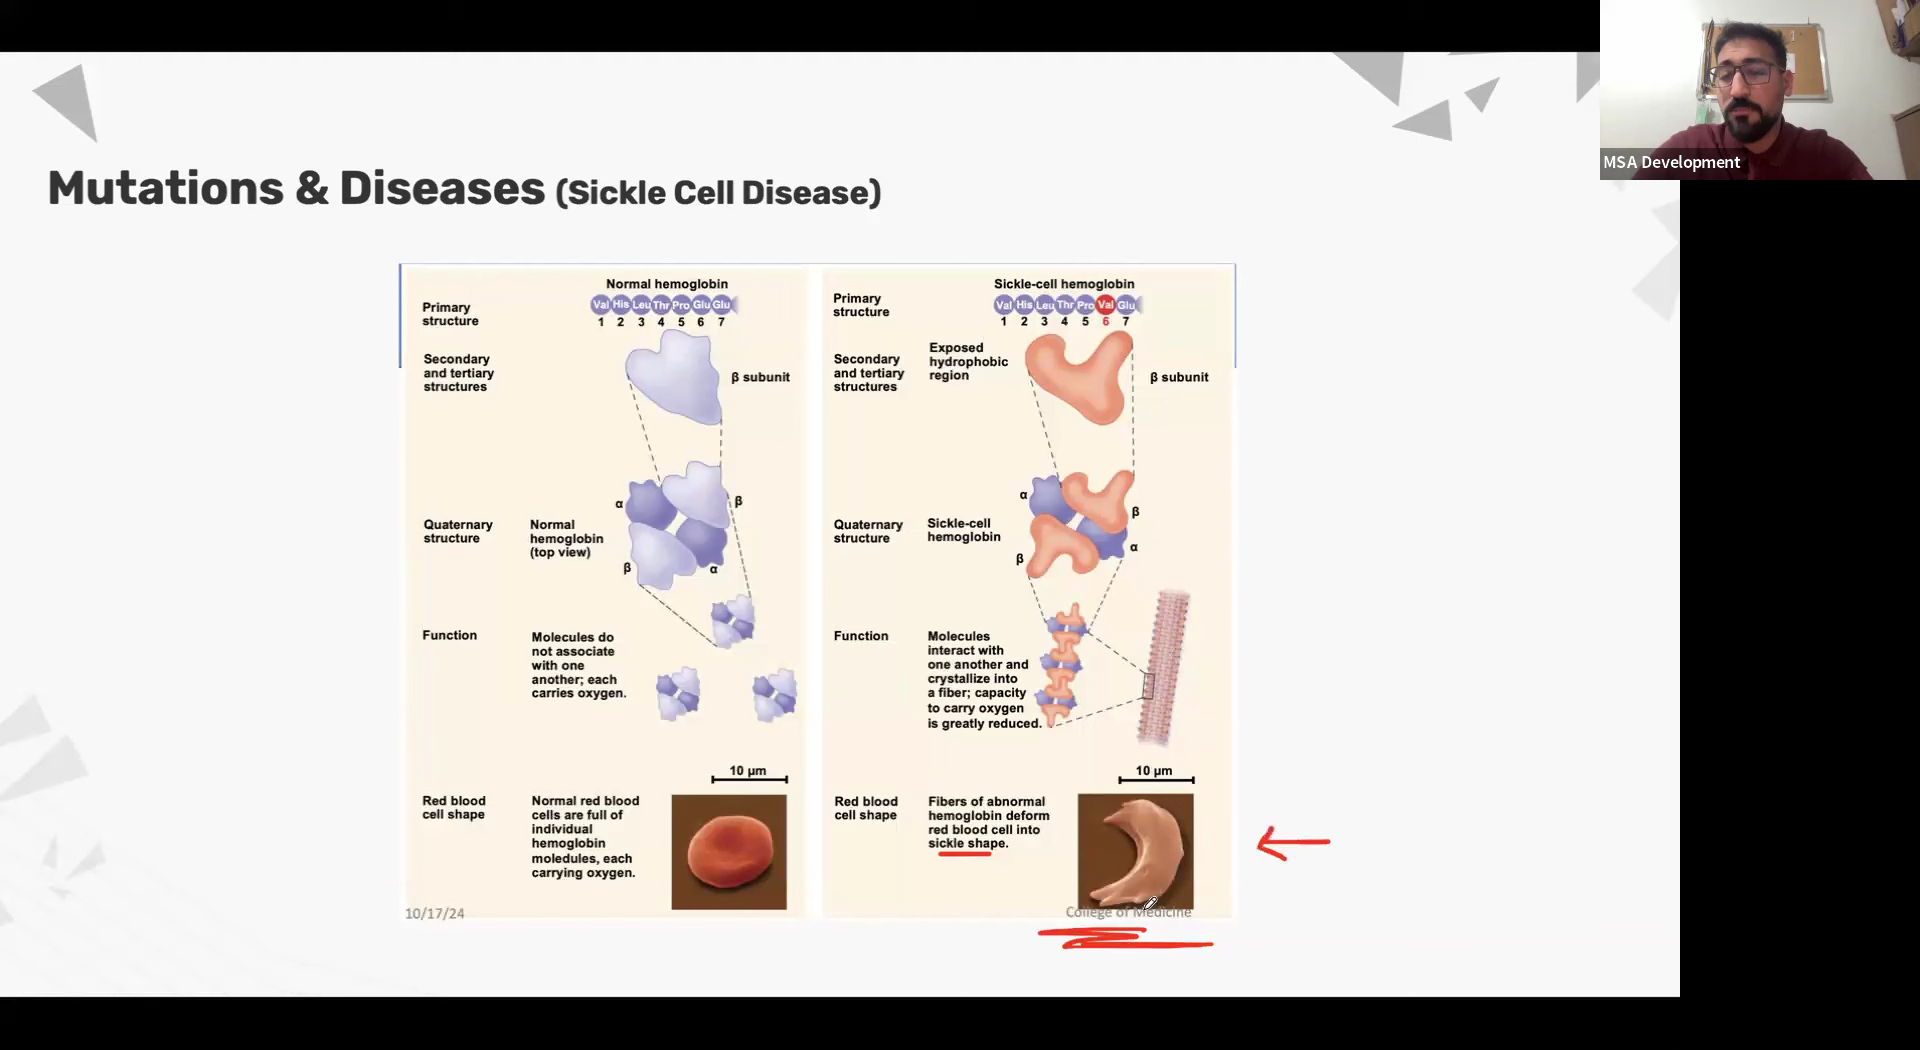 MSA Development
Mutations & Diseases (Sickle Cell Disease)
Normal hemoglobin
Primary
structure
Val His Leu Thr Pro Glu Glu
1 2 3 4 5 6 7
Secondary
and tertiary
structures
β subunit
Quaternary
structure
Normal
hemoglobin
(top view)
α
β
β
α
Function
Molecules do
not associate
with one
another; each
carries oxygen.
10 µm
Red blood
cell shape
Normal red blood
cells are full of
individual
hemoglobin
moledules, each
carrying oxygen.
10/17/24
Sickle-cell hemoglobin
Primary
structure
Val His Leu Thr Pro Val Glu
1 2 3 4 5 6 7
Secondary
and tertiary
structures
Exposed
hydrophobic
region
β subunit
Quaternary
structure
Sickle-cell
hemoglobin
α
β
β
α
Function
Molecules
interact with
one another and
crystallize into
a fiber; capacity
to carry oxygen
is greatly reduced.
10 µm
Red blood
cell shape
Fibers of abnormal
hemoglobin deform
red blood cell into
sickle shape.
College of Medicine